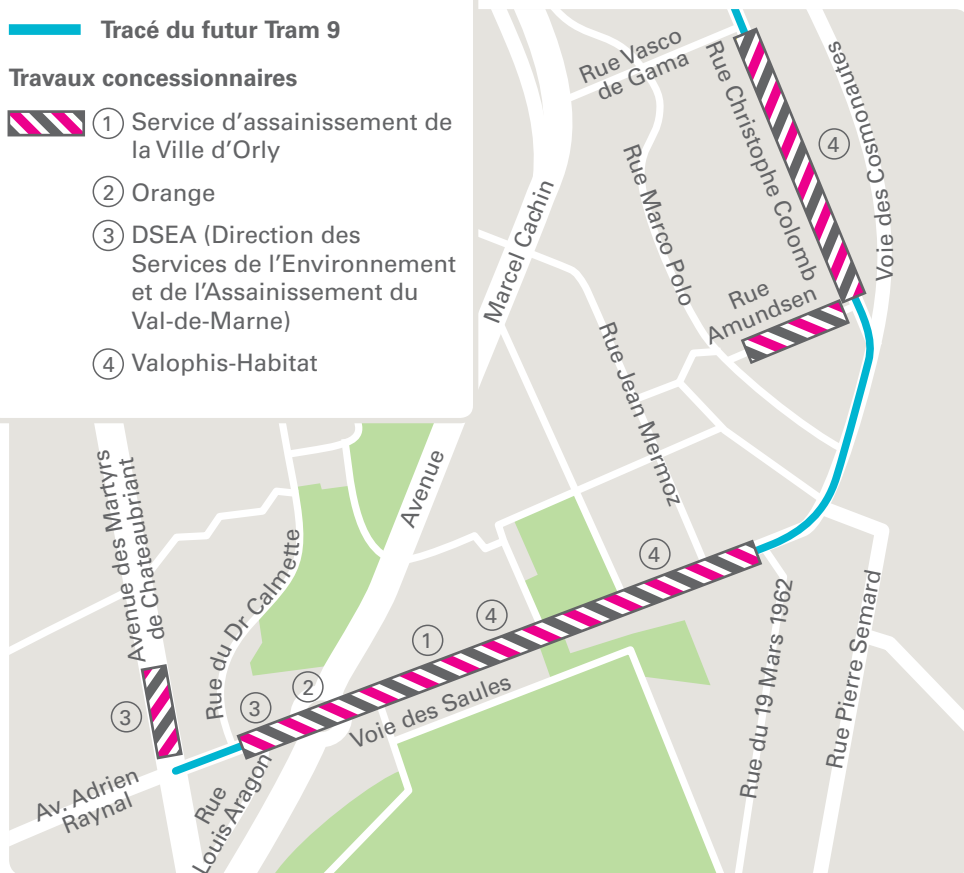 Tracé du futur Tram 9
Travaux concessionnaires
1 Service d'assainissement de
la Ville d'Orly
2 Orange
3 DSEA (Direction des
Services de l'Environnement
et de l'Assainissement du
Val-de-Marne)
4 Valophis-Habitat
Rue Vasco
de Gama
Rue Christophe Colomb
4
Voie des Cosmonautes
Rue Marco Polo
Marcel Cachin
Rue
Amundsen
Rue Jean Mermoz
Avenue
Avenue des Martyrs
de Chateaubriant
Rue du Dr Calmette
4
4
1
2
3
3
Voie des Saules
Rue du 19 Mars 1962
Rue Pierre Semard
Av. Adrien
Raynal
Rue
Louis Aragon